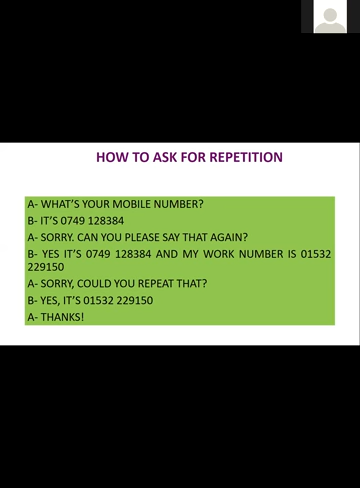 HOW TO ASK FOR REPETITION
A- WHAT'S YOUR MOBILE NUMBER?
B- IT'S 0749 128384
A- SORRY. CAN YOU PLEASE SAY THAT AGAIN?
B- YES IT'S 0749 128384 AND MY WORK NUMBER IS 01532
229150
A- SORRY, COULD YOU REPEAT THAT?
B- YES, IT'S 01532 229150
A- THANKS!